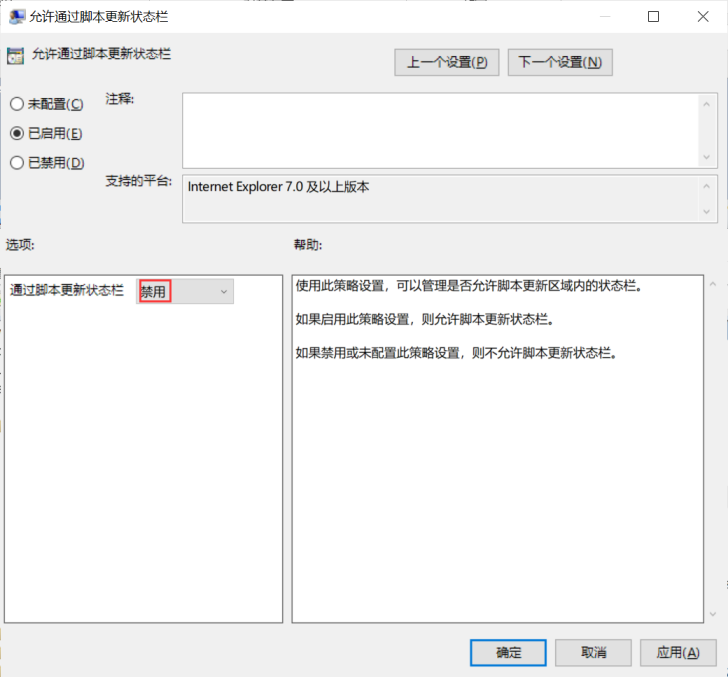 允许通过脚本更新状态栏
允许通过脚本更新状态栏
上一个设置(P)
下一个设置(N)
未配置(C)
注释:
已启用(E)
已禁用(D)
支持的平台:
Internet Explorer 7.0 及以上版本
选项:
帮助:
通过脚本更新状态栏
禁用
使用此策略设置，可以管理是否允许脚本更新区域内的状态栏。
如果启用此策略设置，则允许脚本更新状态栏。
如果禁用或未配置此策略设置，则不允许脚本更新状态栏。
确定
取消
应用(A)